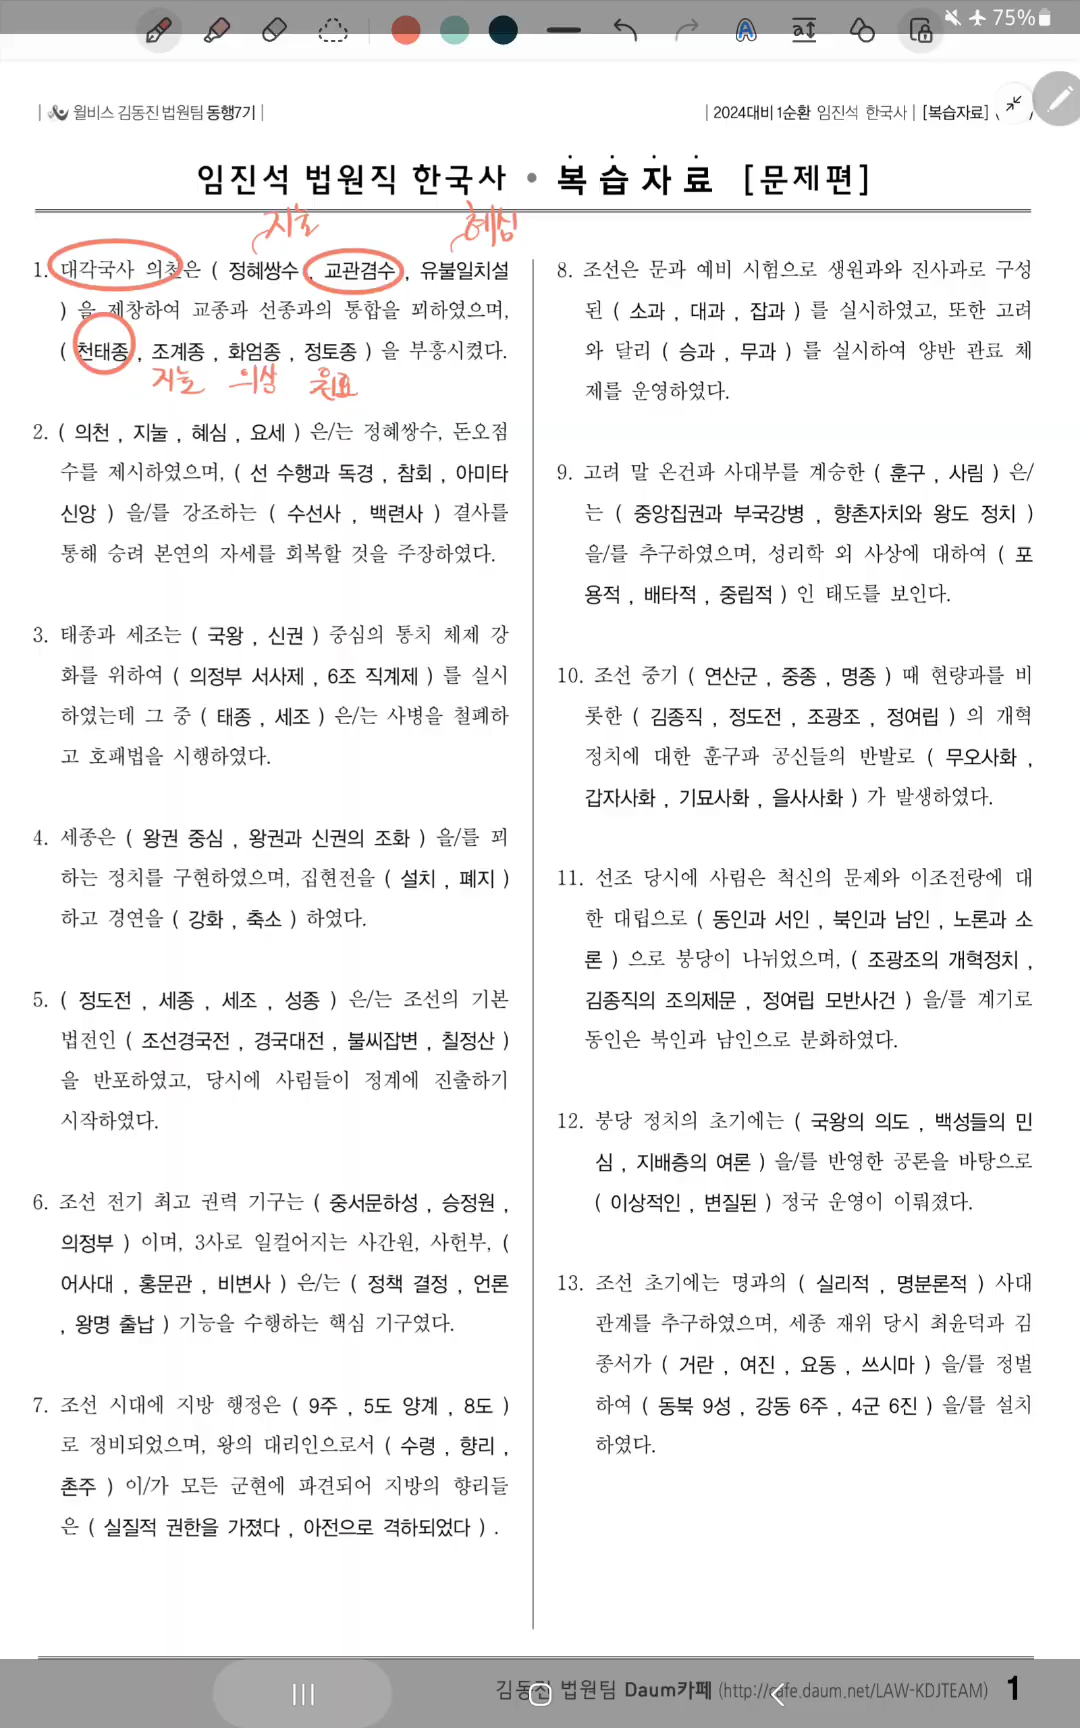 75%
윌비스 김동진 법원팀 동행7기
2024대비 1순환 임진석 한국사 | [복습자료]
임진석 법원직 한국사 • 복습자료 [문제편]
지눌 혜심
1. 대각국사 의천은 ( 정혜쌍수 , 교관겸수 , 유불일치설
) 을 제창하여 교종과 선종과의 통합을 꾀하였으며,
( 천태종 , 조계종 , 화엄종 , 정토종 ) 을 부흥시켰다.
지눌 의상 원효
2. ( 의천 , 지눌 , 혜심 , 요세 ) 은/는 정혜쌍수, 돈오점
수를 제시하였으며, ( 선 수행과 독경 , 참회 , 아미타
신앙 ) 을/를 강조하는 ( 수선사 , 백련사 ) 결사를
통해 승려 본연의 자세를 회복할 것을 주장하였다.
3. 태종과 세조는 ( 국왕 , 신권 ) 중심의 통치 체제 강
화를 위하여 ( 의정부 서사제 , 6조 직계제 ) 를 실시
하였는데 그 중 ( 태종 , 세조 ) 은/는 사병을 철폐하
고 호패법을 시행하였다.
4. 세종은 ( 왕권 중심 , 왕권과 신권의 조화 ) 을/를 꾀
하는 정치를 구현하였으며, 집현전을 ( 설치 , 폐지 )
하고 경연을 ( 강화 , 축소 ) 하였다.
5. ( 정도전 , 세종 , 세조 , 성종 ) 은/는 조선의 기본
법전인 ( 조선경국전 , 경국대전 , 불씨잡변 , 칠정산 )
을 반포하였고, 당시에 사림들이 정계에 진출하기
시작하였다.
6. 조선 전기 최고 권력 기구는 ( 중서문하성 , 승정원 ,
의정부 ) 이며, 3사로 일컬어지는 사간원, 사헌부, (
어사대 , 홍문관 , 비변사 ) 은/는 ( 정책 결정 , 언론
, 왕명 출납 ) 기능을 수행하는 핵심 기구였다.
7. 조선 시대에 지방 행정은 ( 9주 , 5도 양계 , 8도 )
로 정비되었으며, 왕의 대리인으로서 ( 수령 , 향리 ,
촌주 ) 이/가 모든 군현에 파견되어 지방의 향리들
은 ( 실질적 권한을 가졌다 , 아전으로 격하되었다 ) .
8. 조선은 문과 예비 시험으로 생원과와 진사과로 구성
된 ( 소과 , 대과 , 잡과 ) 를 실시하였고, 또한 고려
와 달리 ( 승과 , 무과 ) 를 실시하여 양반 관료 체
제를 운영하였다.
9. 고려 말 온건파 사대부를 계승한 ( 훈구 , 사림 ) 은/
는 ( 중앙집권과 부국강병 , 향촌자치와 왕도 정치 )
을/를 추구하였으며, 성리학 외 사상에 대하여 ( 포
용적 , 배타적 , 중립적 ) 인 태도를 보인다.
10. 조선 중기 ( 연산군 , 중종 , 명종 ) 때 현량과를 비
롯한 ( 김종직 , 정도전 , 조광조 , 정여립 ) 의 개혁
정치에 대한 훈구파 공신들의 반발로 ( 무오사화 ,
갑자사화 , 기묘사화 , 을사사화 ) 가 발생하였다.
11. 선조 당시에 사림은 척신의 문제와 이조전랑에 대
한 대립으로 ( 동인과 서인 , 북인과 남인 , 노론과 소
론 ) 으로 붕당이 나뉘었으며, ( 조광조의 개혁정치 ,
김종직의 조의제문 , 정여립 모반사건 ) 을/를 계기로
동인은 북인과 남인으로 분화하였다.
12. 붕당 정치의 초기에는 ( 국왕의 의도 , 백성들의 민
심 , 지배층의 여론 ) 을/를 반영한 공론을 바탕으로
( 이상적인 , 변질된 ) 정국 운영이 이뤄졌다.
13. 조선 초기에는 명과의 ( 실리적 , 명분론적 ) 사대
관계를 추구하였으며, 세종 재위 당시 최윤덕과 김
종서가 ( 거란 , 여진 , 요동 , 쓰시마 ) 을/를 정벌
하여 ( 동북 9성 , 강동 6주 , 4군 6진 ) 을/를 설치
하였다.
김동진 법원팀 Daum카페 (http://cafe.daum.net/LAW-KDJTEAM) 1